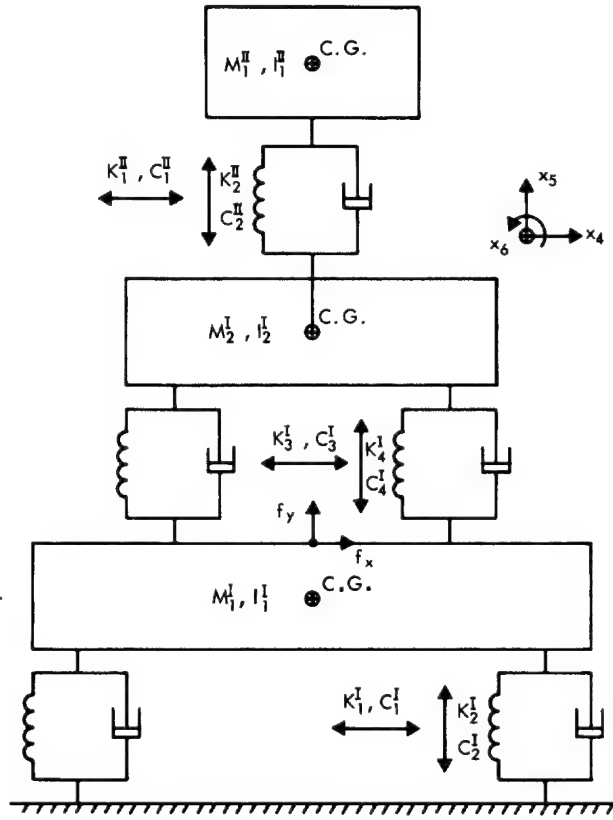 C.G.
M₁ᴵᴵ , I₁ᴵᴵ
K₁ᴵᴵ , C₁ᴵᴵ
K₂ᴵᴵ
C₂ᴵᴵ
x₅
x₆
x₄
C.G.
M₂ᴵ , I₂ᴵ
K₃ᴵ , C₃ᴵ
K₄ᴵ
C₄ᴵ
f_y
f_x
C.G.
M₁ᴵ, I₁ᴵ
K₁ᴵ, C₁ᴵ
K₂ᴵ
C₂ᴵ